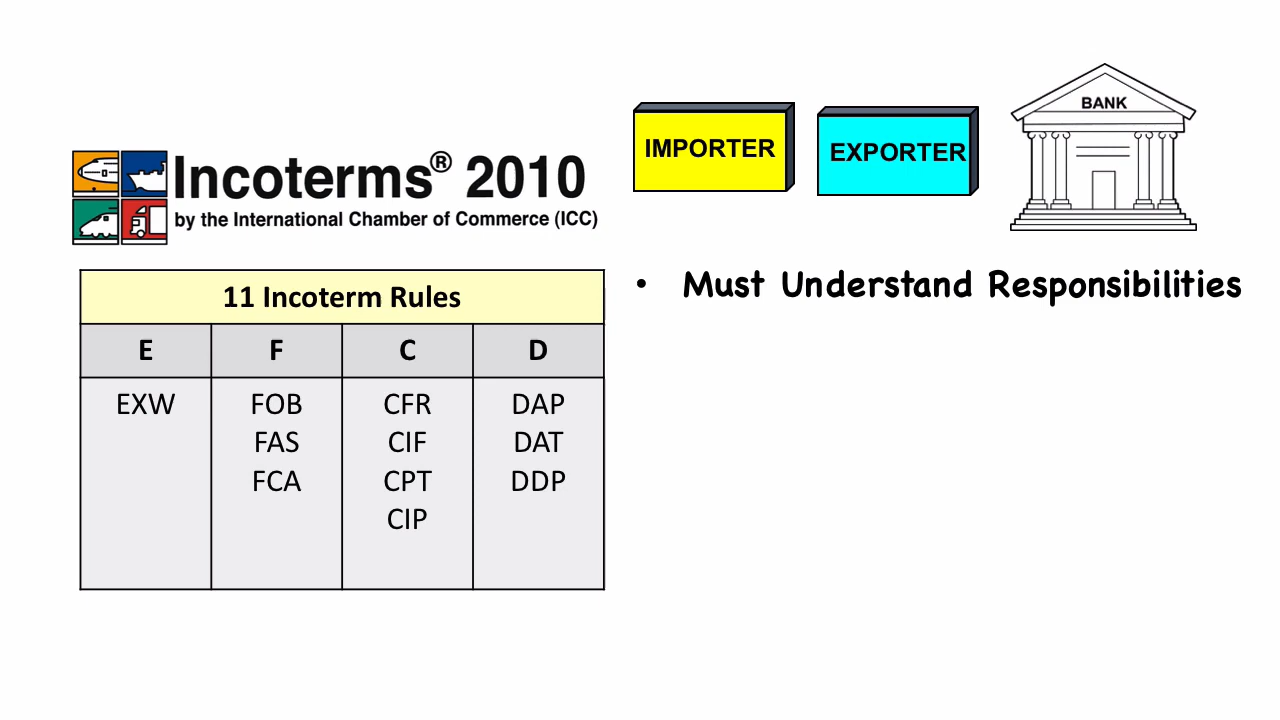 Incoterms® 2010
by the International Chamber of Commerce (ICC)
IMPORTER
EXPORTER
BANK
11 Incoterm Rules
E F C D
EXW FOB CFR DAP
FAS CIF DAT
FCA CPT DDP
CIP
• Must Understand Responsibilities